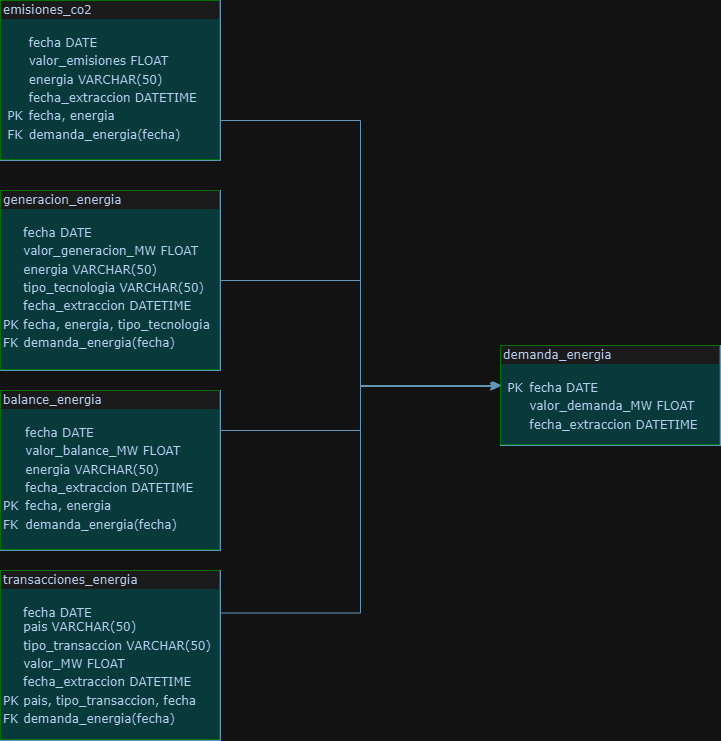 emisiones_co2
fecha DATE
valor_emisiones FLOAT
energia VARCHAR(50)
fecha_extraccion DATETIME
PK fecha, energia
FK demanda_energia(fecha)
generacion_energia
fecha DATE
valor_generacion_MW FLOAT
energia VARCHAR(50)
tipo_tecnologia VARCHAR(50)
fecha_extraccion DATETIME
PK fecha, energia, tipo_tecnologia
FK demanda_energia(fecha)
balance_energia
fecha DATE
valor_balance_MW FLOAT
energia VARCHAR(50)
fecha_extraccion DATETIME
PK fecha, energia
FK demanda_energia(fecha)
transacciones_energia
fecha DATE
pais VARCHAR(50)
tipo_transaccion VARCHAR(50)
valor_MW FLOAT
fecha_extraccion DATETIME
PK pais, tipo_transaccion, fecha
FK demanda_energia(fecha)
demanda_energia
PK fecha DATE
valor_demanda_MW FLOAT
fecha_extraccion DATETIME